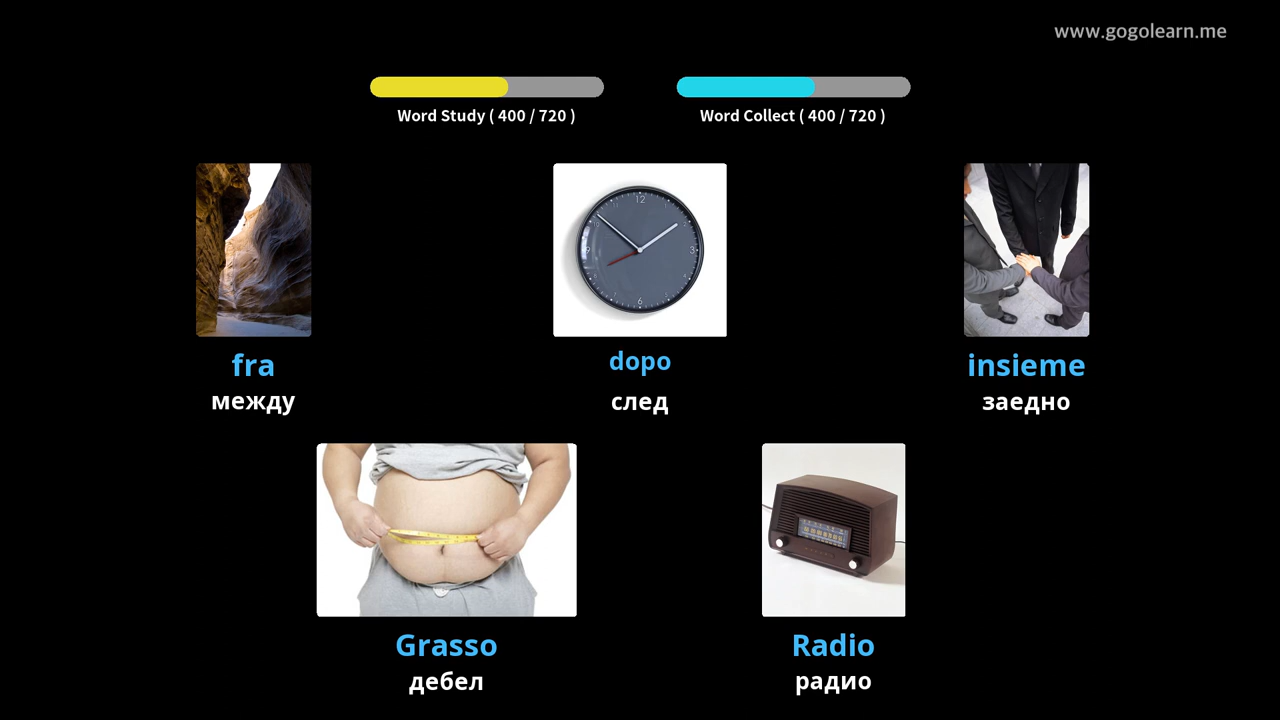 www.gogolearn.me
Word Study ( 400 / 720 )
Word Collect ( 400 / 720 )
fra
между
dopo
след
insieme
заедно
Grasso
дебел
Radio
радио